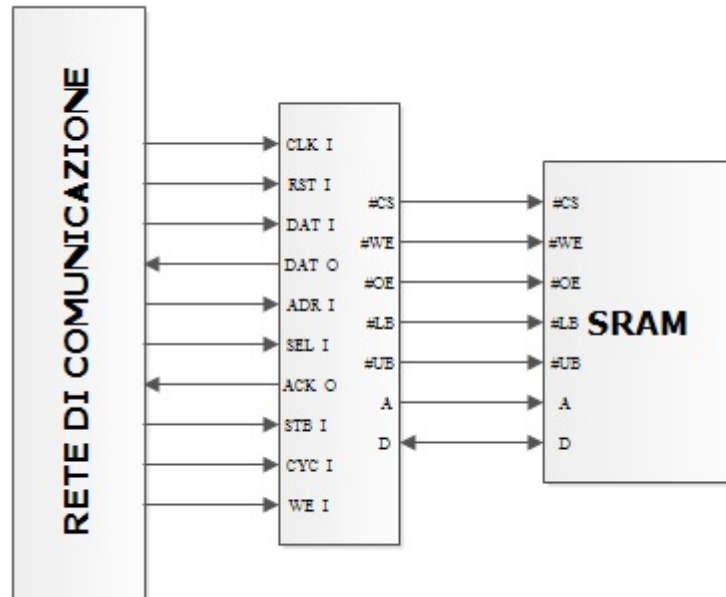 RETE DI COMUNICAZIONE
CLK I
RST I
DAT I
DAT O
ADR I
SEL I
ACK O
STB I
CYC I
WE I
#CS
#WE
#OE
#LB
#UB
A
D
#CS
#WE
#OE
#LB
#UB
A
D
SRAM